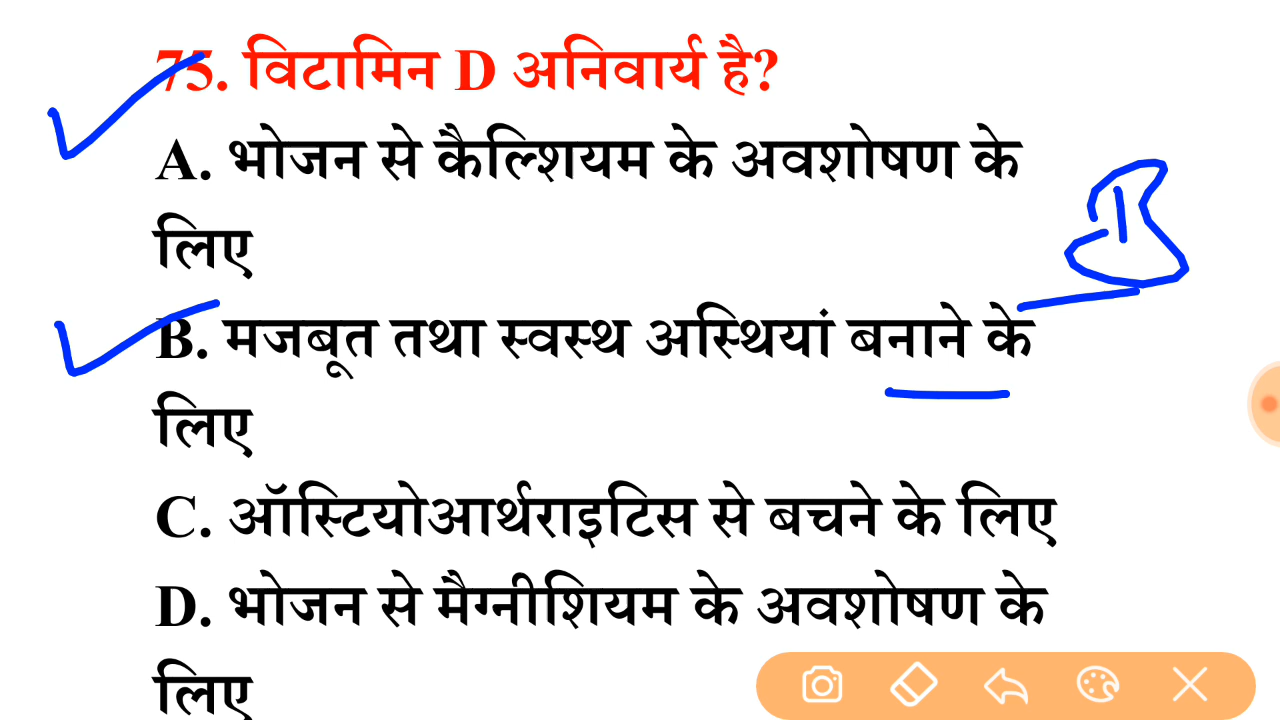 75. विटामिन D अनिवार्य है?
A. भोजन से कैल्शियम के अवशोषण के
लिए
B. मजबूत तथा स्वस्थ अस्थियां बनाने के
लिए
C. ऑस्टियोआर्थराइटिस से बचने के लिए
D. भोजन से मैग्नीशियम के अवशोषण के
लिए